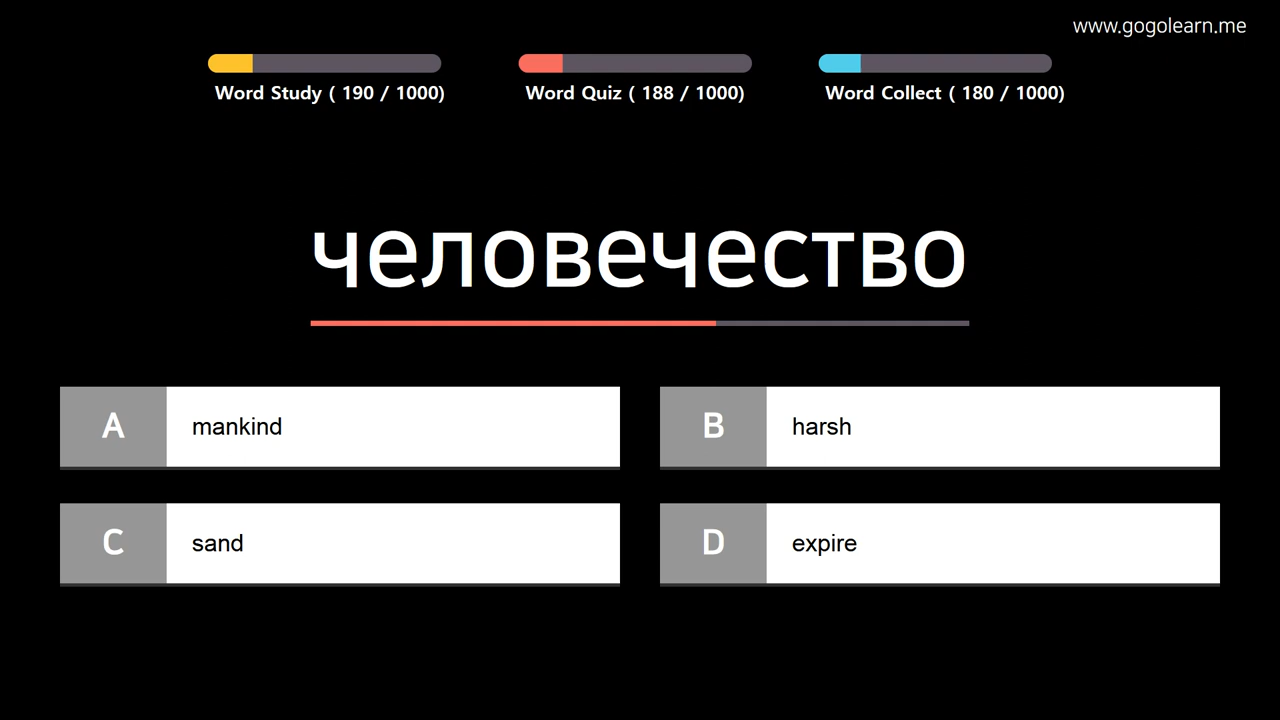 www.gogolearn.me
Word Study ( 190 / 1000)
Word Quiz ( 188 / 1000)
Word Collect ( 180 / 1000)
человечество
A mankind
B harsh
C sand
D expire